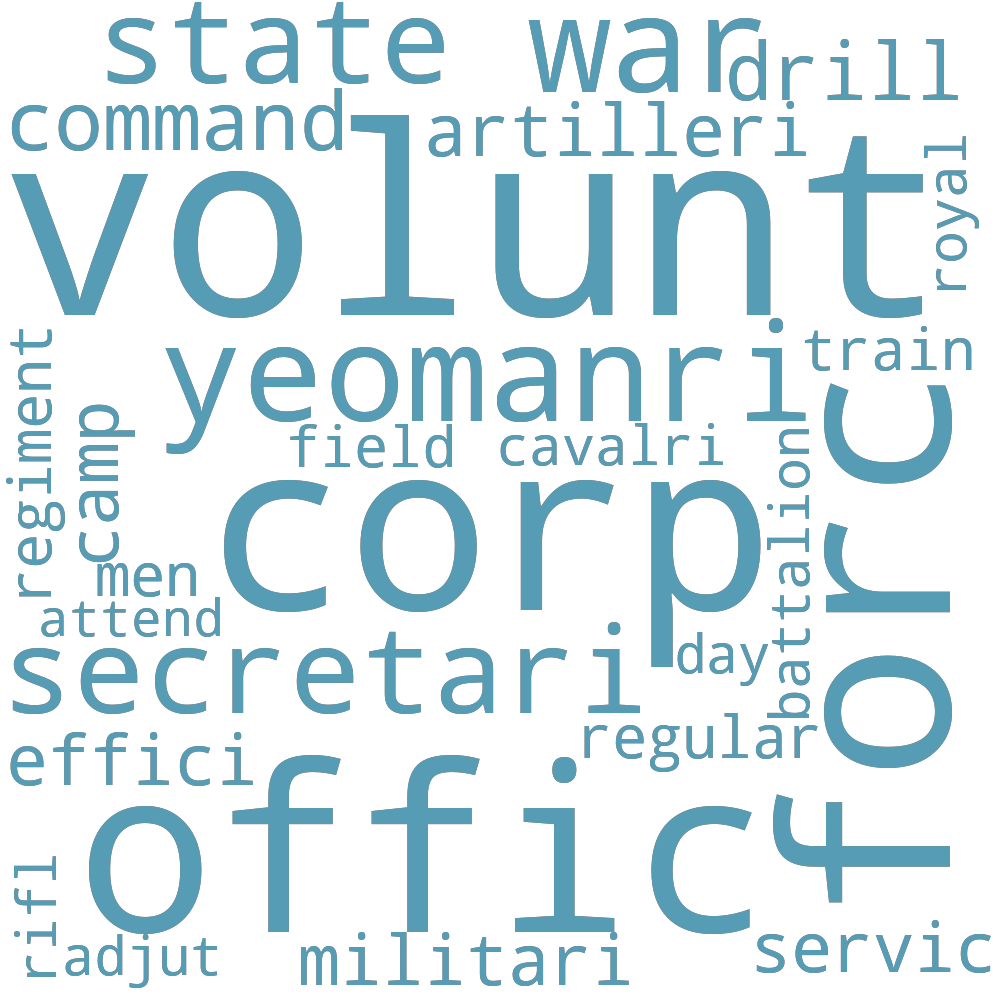 state war
drill
command
artilleri
royal
volunt
yeomanri
train
regiment
camp
field
cavalri
forc
battalion
corp
men
attend
secretari
day
regular
effici
offic
rifl
adjut
militari
servic